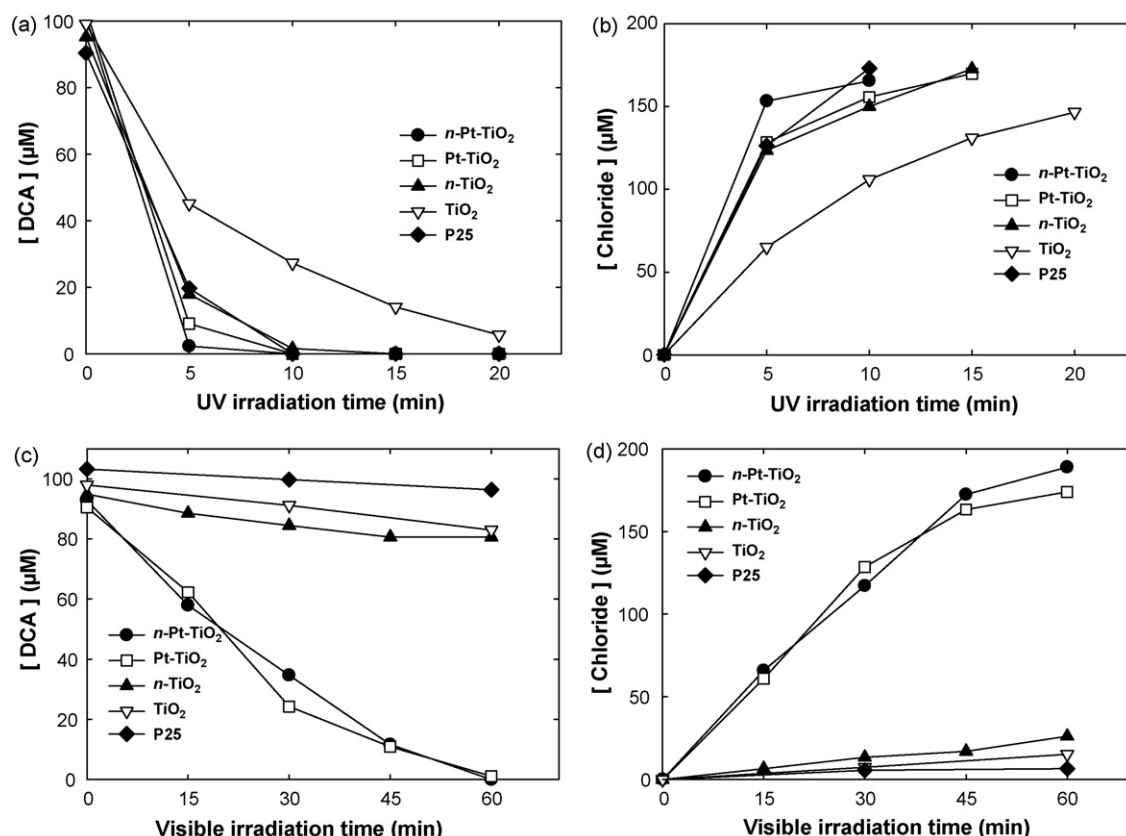 (a)
[ DCA ] (µM)
100
80
60
40
20
0
n-Pt-TiO₂
Pt-TiO₂
n-TiO₂
TiO₂
P25
0 5 10 15 20
UV irradiation time (min)
(b)
[ Chloride ] (µM)
200
150
100
50
0
n-Pt-TiO₂
Pt-TiO₂
n-TiO₂
TiO₂
P25
0 5 10 15 20
UV irradiation time (min)
(c)
[ DCA ] (µM)
100
80
60
40
20
0
n-Pt-TiO₂
Pt-TiO₂
n-TiO₂
TiO₂
P25
0 15 30 45 60
Visible irradiation time (min)
(d)
[ Chloride ] (µM)
200
150
100
50
0
n-Pt-TiO₂
Pt-TiO₂
n-TiO₂
TiO₂
P25
0 15 30 45 60
Visible irradiation time (min)